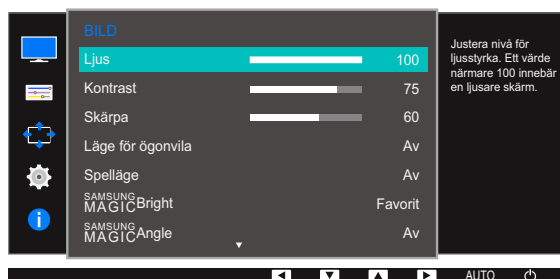 BILD
Ljus 100
Kontrast 75
Skärpa 60
Läge för ögonvila Av
Spelläge Av
SAMSUNG MAGICBright Favorit
SAMSUNG MAGICAngle Av
Justera nivå för
ljusstyrka. Ett värde
närmare 100 innebär
en ljusare skärm.
AUTO